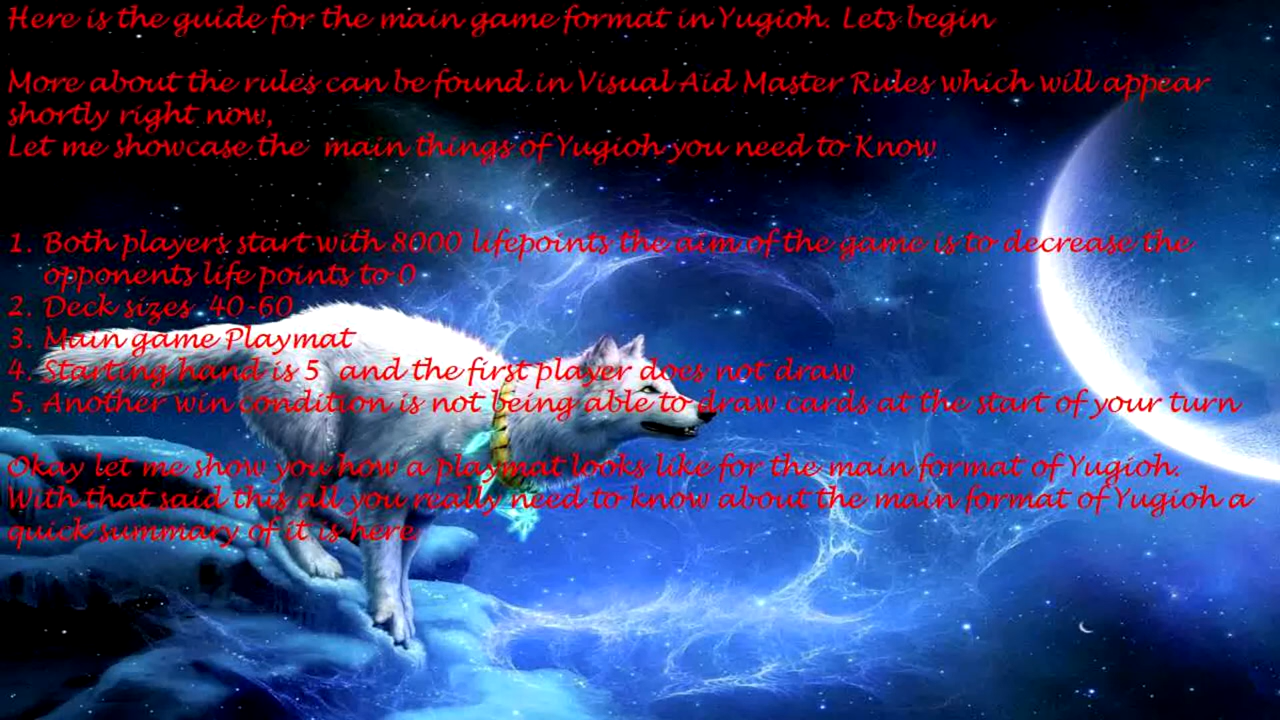 Here is the guide for the main game format in Yugioh. Lets begin
More about the rules can be found in Visual Aid Master Rules which will appear
shortly right now,
Let me showcase the main things of Yugioh you need to Know
1. Both players start with 8000 lifepoints the aim of the game is to decrease the
opponents life points to 0
2. Deck sizes 40-60
3. Main game Playmat
4. Starting hand is 5 and the first player does not draw
5. Another win condition is not being able to draw cards at the start of your turn
Okay let me show you how a playmat looks like for the main format of Yugioh.
With that said this all you really need to know about the main format of Yugioh a
quick summary of it is here.